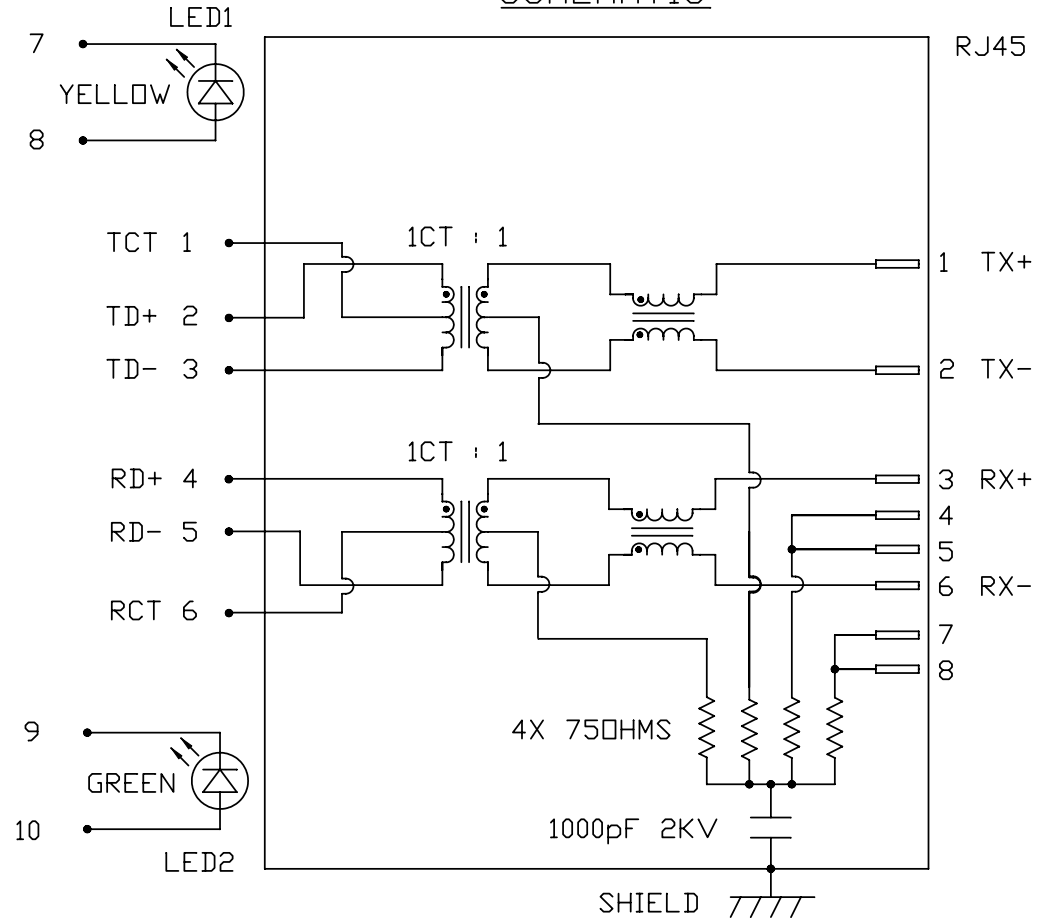 SCHEMATIC
LED1
7
YELLOW
8
RJ45
TCT 1
1CT : 1
1 TX+
TD+ 2
TD- 3
2 TX-
1CT : 1
RD+ 4
3 RX+
4
RD- 5
5
6 RX-
RCT 6
7
8
9
4X 75OHMS
GREEN
10
1000pF 2KV
LED2
SHIELD